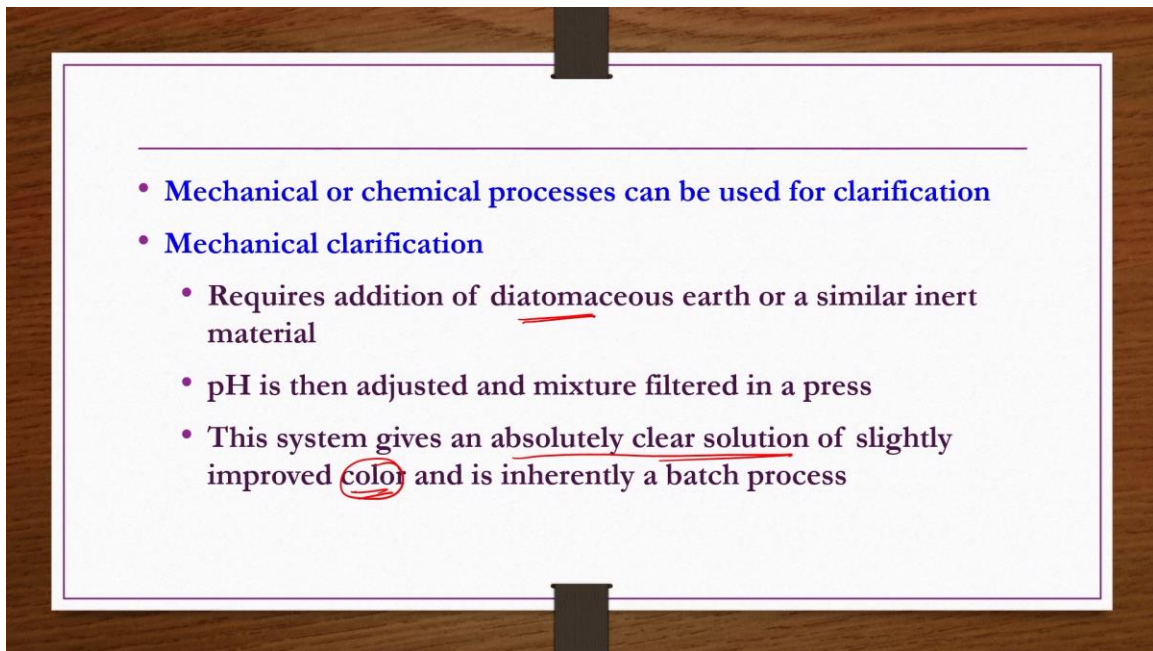 • Mechanical or chemical processes can be used for clarification
• Mechanical clarification
• Requires addition of diatomaceous earth or a similar inert
material
• pH is then adjusted and mixture filtered in a press
• This system gives an absolutely clear solution of slightly
improved color and is inherently a batch process